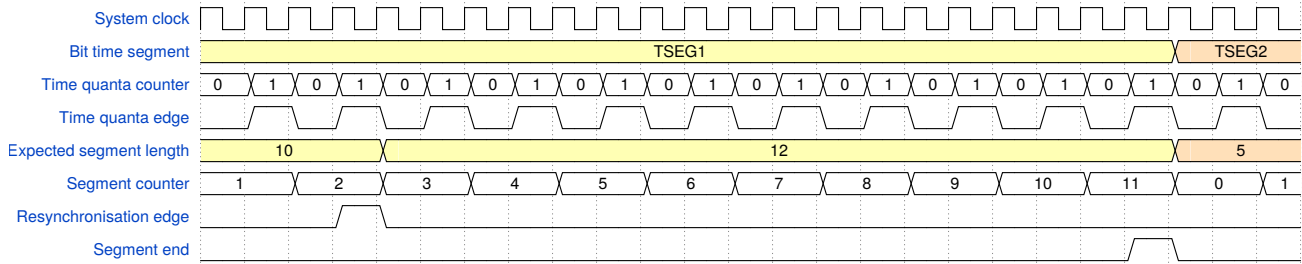 System clock
Bit time segment TSEG1 TSEG2
Time quanta counter 0 1 0 1 0 1 0 1 0 1 0 1 0 1 0 1 0 1 0 1 0 1 0 1 0
Time quanta edge
Expected segment length 10 12 5
Segment counter 1 2 3 4 5 6 7 8 9 10 11 0 1
Resynchronisation edge
Segment end